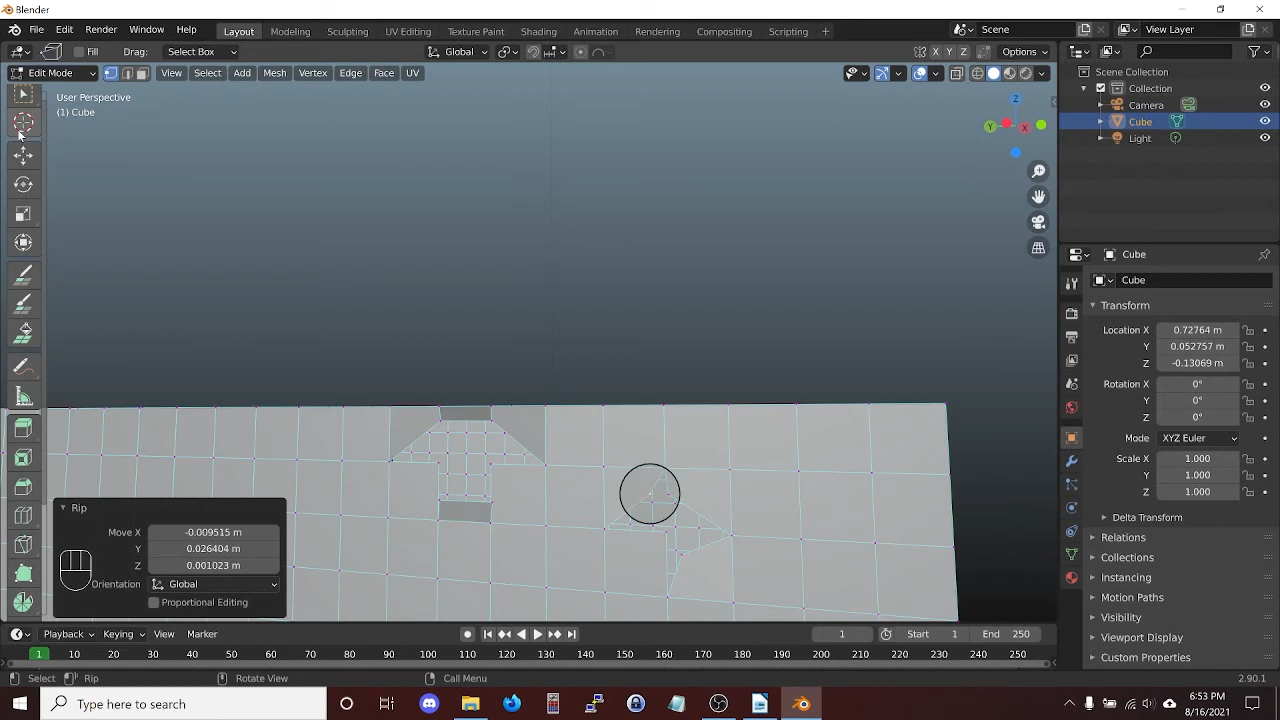 Blender
File Edit Render Window Help
Layout Modeling Sculpting UV Editing Texture Paint Shading Animation Rendering Compositing Scripting +
Scene
View Layer
Fill Drag: Select Box
Global
X Y Z Options
Edit Mode View Select Add Mesh Vertex Edge Face UV
User Perspective
(1) Cube
Z
Y X
Scene Collection
Collection
Camera
Cube
Light
Cube
Cube
Transform
Location X 0.72764 m
Y 0.052757 m
Z -0.13069 m
Rotation X 0°
Y 0°
Z 0°
Mode XYZ Euler
Scale X 1.000
Y 1.000
Z 1.000
Delta Transform
Relations
Collections
Instancing
Motion Paths
Visibility
Viewport Display
Custom Properties
Rip
Move X -0.009515 m
Y 0.026404 m
Z 0.001023 m
Orientation Global
Proportional Editing
Playback Keying View Marker
1 Start 1 End 250
1 10 20 30 40 50 60 70 80 90 100 110 120 130 140 150 160 170 180 190 200 210 220 230 240 250
Select Rip Rotate View Call Menu 2.90.1
Type here to search
6:53 PM
8/16/2021